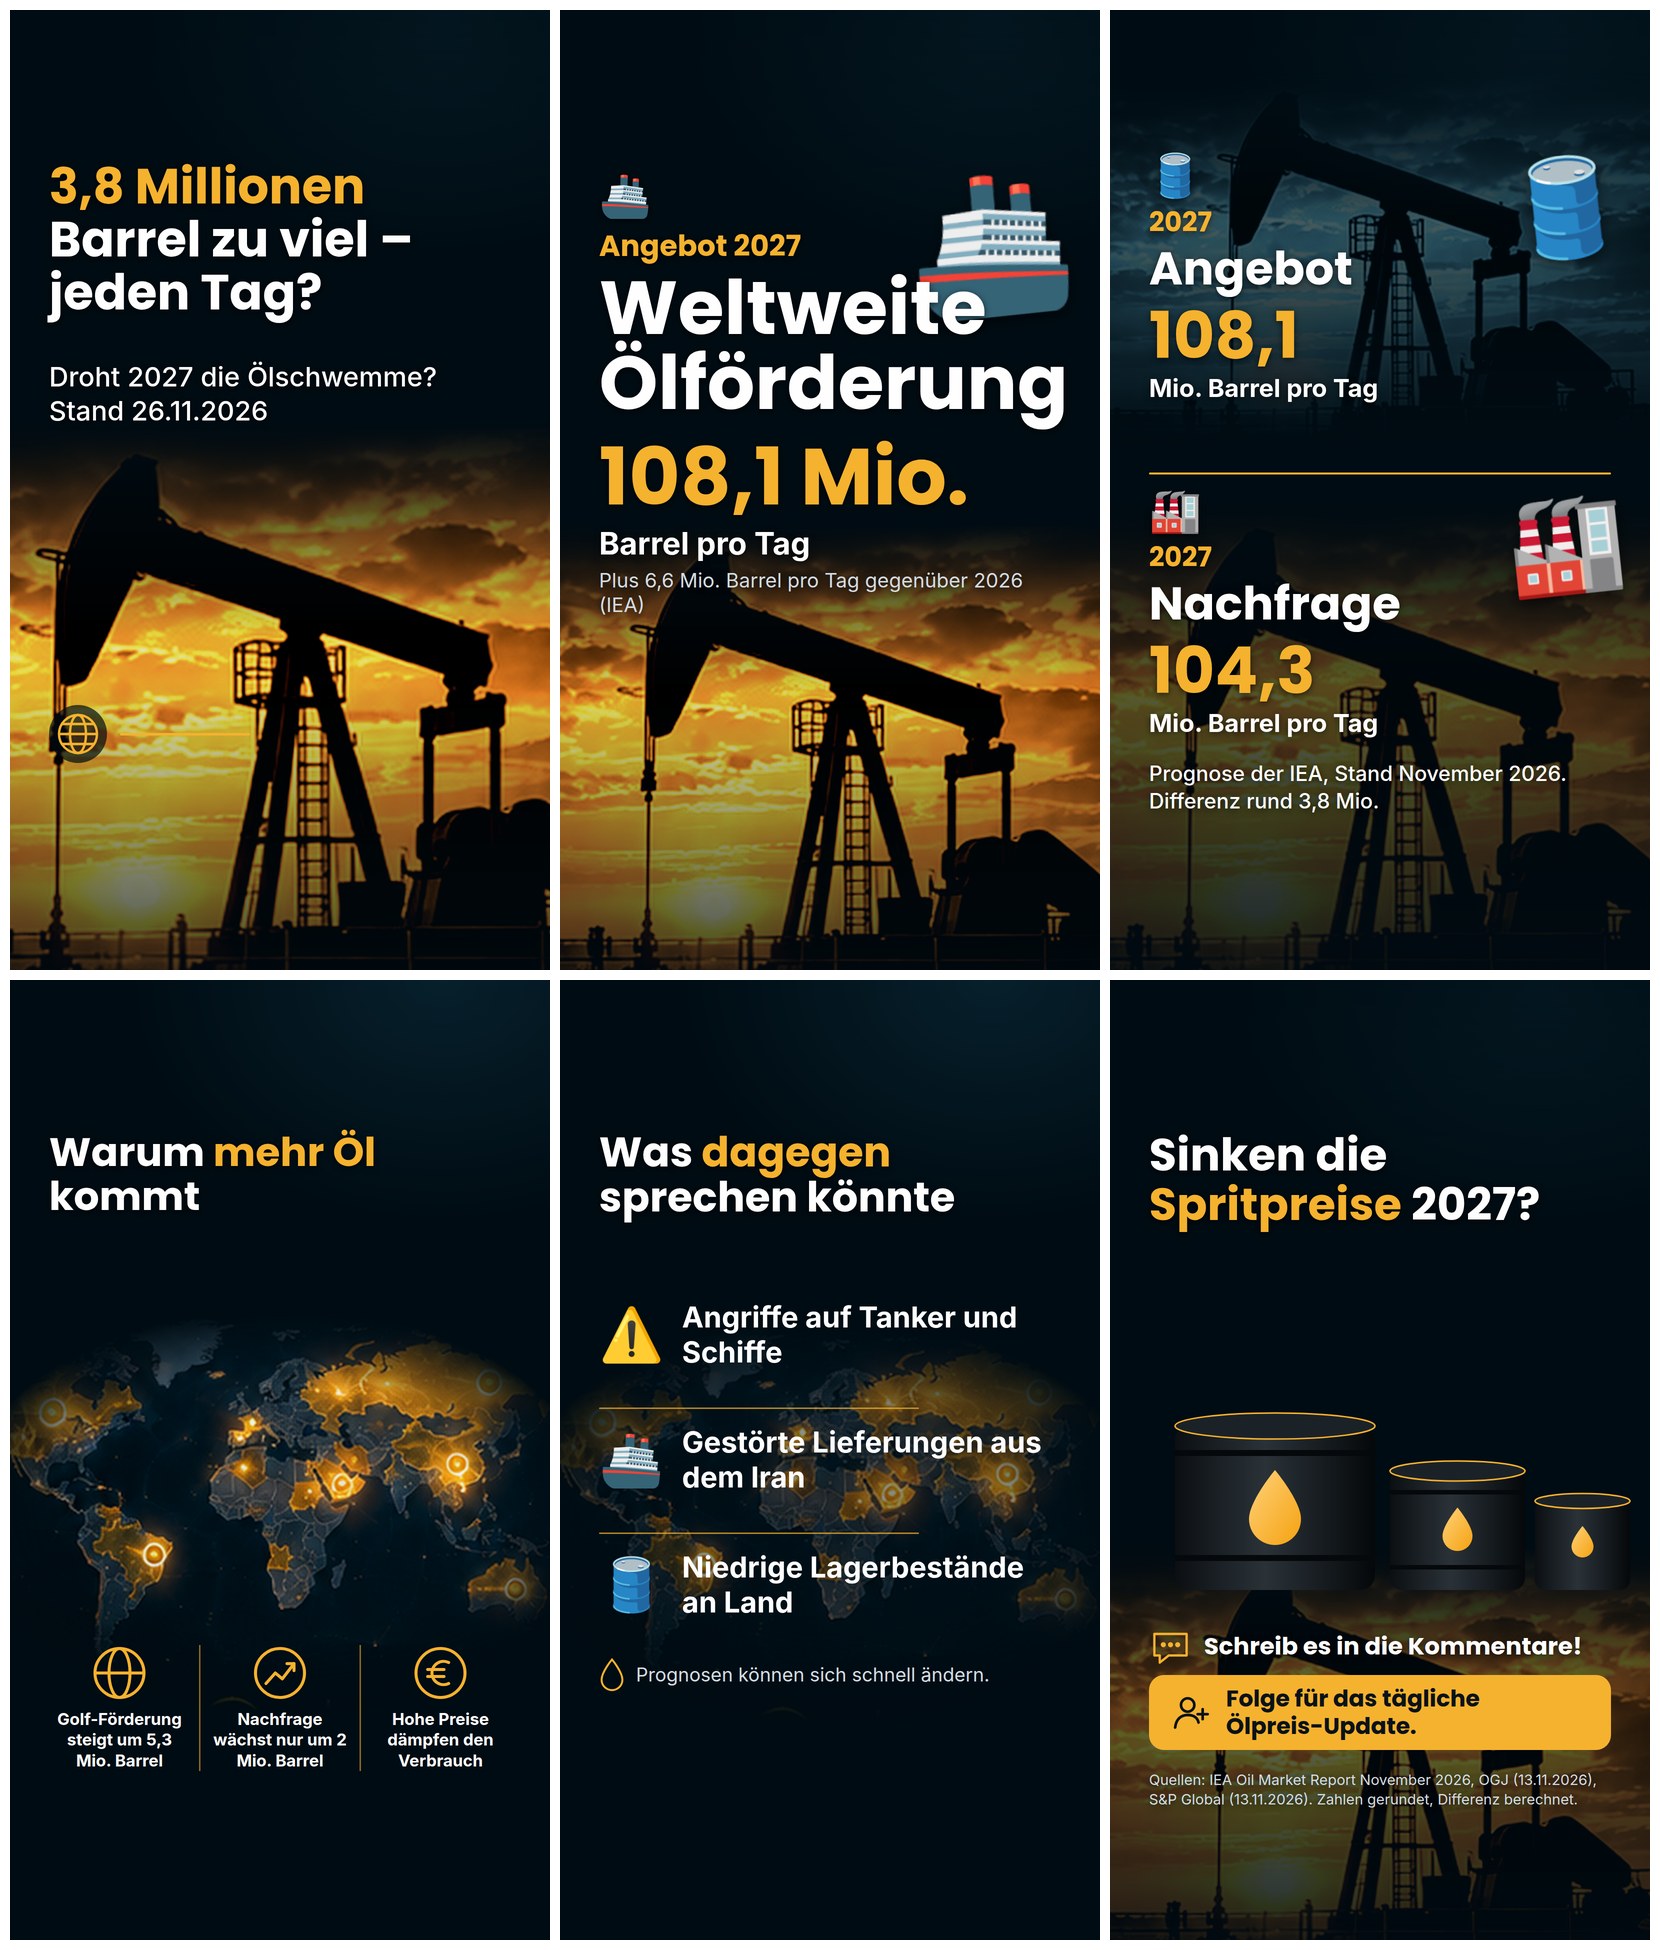 3,8 Millionen
Barrel zu viel –
jeden Tag?
Droht 2027 die Ölschwemme?
Stand 26.11.2026
Angebot 2027
Weltweite
Ölförderung
108,1 Mio.
Barrel pro Tag
Plus 6,6 Mio. Barrel pro Tag gegenüber 2026
(IEA)
2027
Angebot
108,1
Mio. Barrel pro Tag
2027
Nachfrage
104,3
Mio. Barrel pro Tag
Prognose der IEA, Stand November 2026.
Differenz rund 3,8 Mio.
Warum mehr Öl
kommt
Golf-Förderung
steigt um 5,3
Mio. Barrel
Nachfrage
wächst nur um 2
Mio. Barrel
Hohe Preise
dämpfen den
Verbrauch
Was dagegen
sprechen könnte
Angriffe auf Tanker und
Schiffe
Gestörte Lieferungen aus
dem Iran
Niedrige Lagerbestände
an Land
Prognosen können sich schnell ändern.
Sinken die
Spritpreise 2027?
Schreib es in die Kommentare!
Folge für das tägliche
Ölpreis-Update.
Quellen: IEA Oil Market Report November 2026, OGJ (13.11.2026),
S&P Global (13.11.2026). Zahlen gerundet, Differenz berechnet.